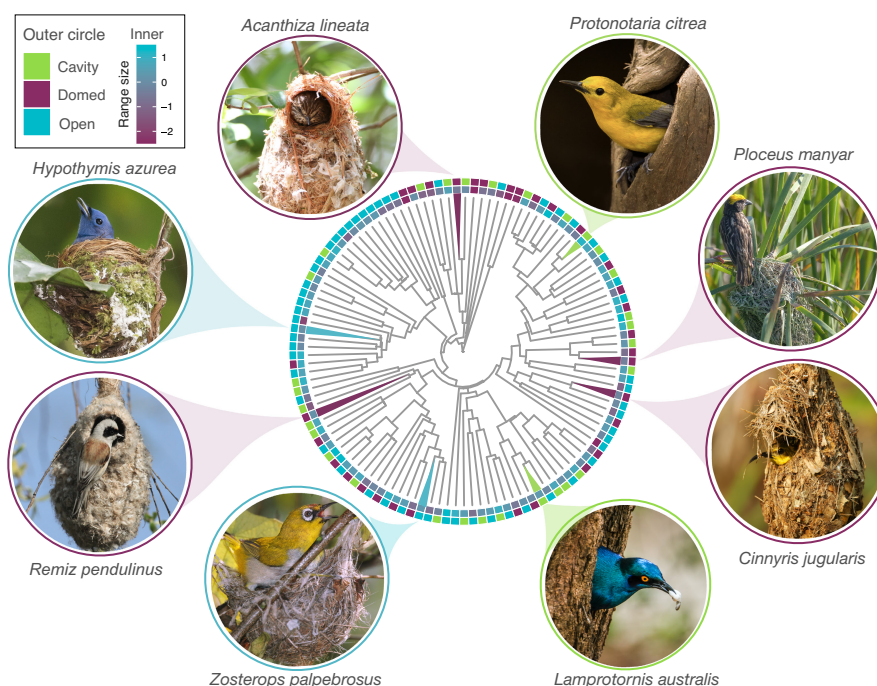 Acanthiza lineata
Protonotaria citrea
Outer circle
Inner
Cavity
Domed
Open
Range size
1
0
−1
−2
Hypothymis azurea
Ploceus manyar
Remiz pendulinus
Cinnyris jugularis
Zosterops palpebrosus
Lamprotornis australis